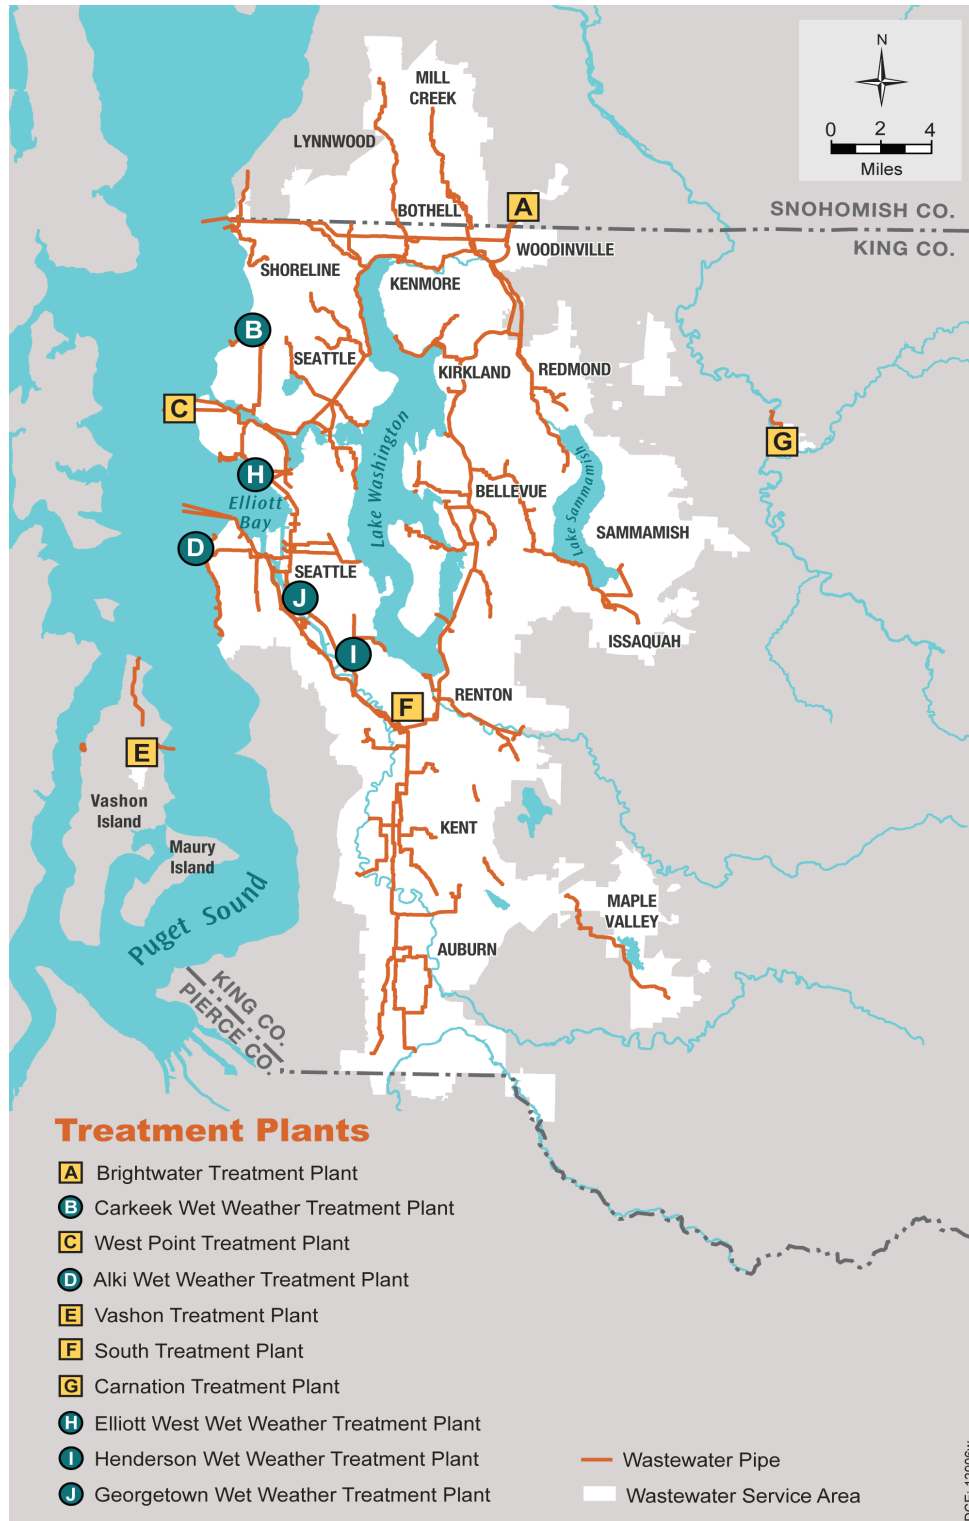 N
0 2 4
Miles
MILL
CREEK
LYNNWOOD
BOTHELL
A
SNOHOMISH CO.
KING CO.
WOODINVILLE
SHORELINE
KENMORE
B
SEATTLE
KIRKLAND
REDMOND
C
G
Lake Washington
Lake Sammamish
H
BELLEVUE
Elliott
Bay
SAMMAMISH
D
SEATTLE
J
ISSAQUAH
I
RENTON
F
E
Vashon
Island
KENT
Maury
Island
Puget Sound
MAPLE
VALLEY
AUBURN
KING CO.
PIERCE CO.
Treatment Plants
A Brightwater Treatment Plant
B Carkeek Wet Weather Treatment Plant
C West Point Treatment Plant
D Alki Wet Weather Treatment Plant
E Vashon Treatment Plant
F South Treatment Plant
G Carnation Treatment Plant
H Elliott West Wet Weather Treatment Plant
I Henderson Wet Weather Treatment Plant
J Georgetown Wet Weather Treatment Plant
Wastewater Pipe
Wastewater Service Area